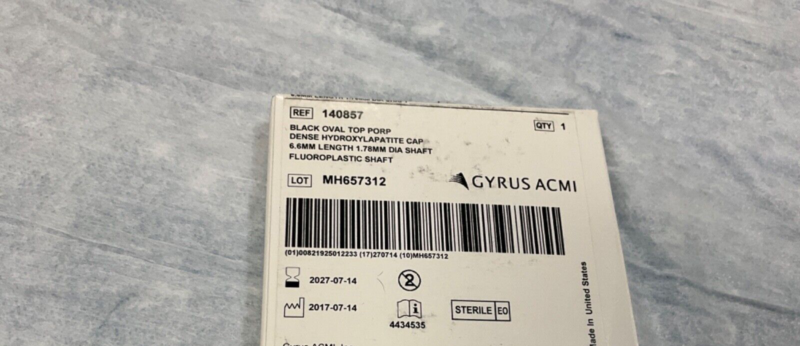 REF 140857
QTY 1
BLACK OVAL TOP PORP
DENSE HYDROXYLAPATITE CAP
6.6MM LENGTH 1.78MM DIA SHAFT
FLUOROPLASTIC SHAFT
LOT MH657312
GYRUS ACMI
(01)00821925012233 (17)270714 (10)MH657312
2027-07-14
2
2017-07-14
i
4434535
STERILE EO
Made in United States